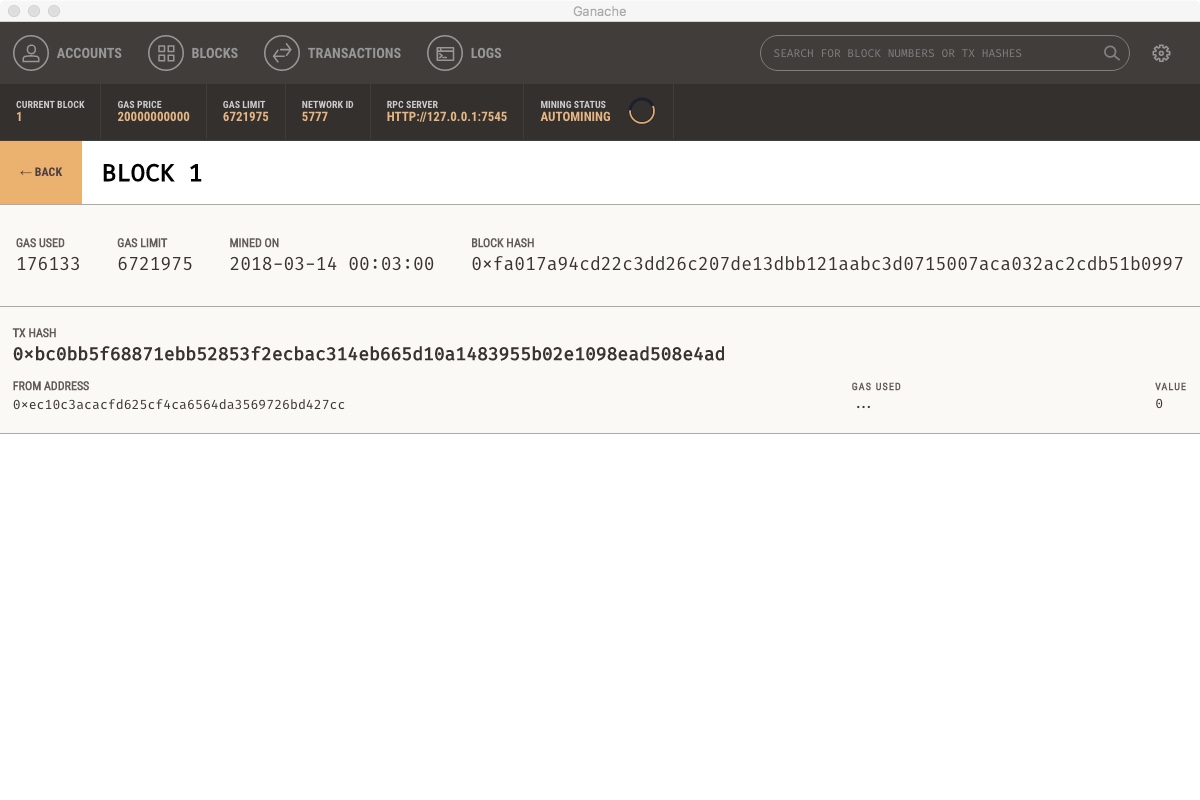 Ganache
ACCOUNTS BLOCKS TRANSACTIONS LOGS SEARCH FOR BLOCK NUMBERS OR TX HASHES
CURRENT BLOCK GAS PRICE GAS LIMIT NETWORK ID RPC SERVER MINING STATUS
1 20000000000 6721975 5777 HTTP://127.0.0.1:7545 AUTOMINING
← BACK BLOCK 1
GAS USED GAS LIMIT MINED ON BLOCK HASH
176133 6721975 2018-03-14 00:03:00 0×fa017a94cd22c3dd26c207de13dbb121aabc3d0715007aca032ac2cdb51b0997
TX HASH
0×bc0bb5f68871ebb52853f2ecbac314eb665d10a1483955b02e1098ead508e4ad
FROM ADDRESS GAS USED VALUE
0×ec10c3acacfd625cf4ca6564da3569726bd427cc ... 0